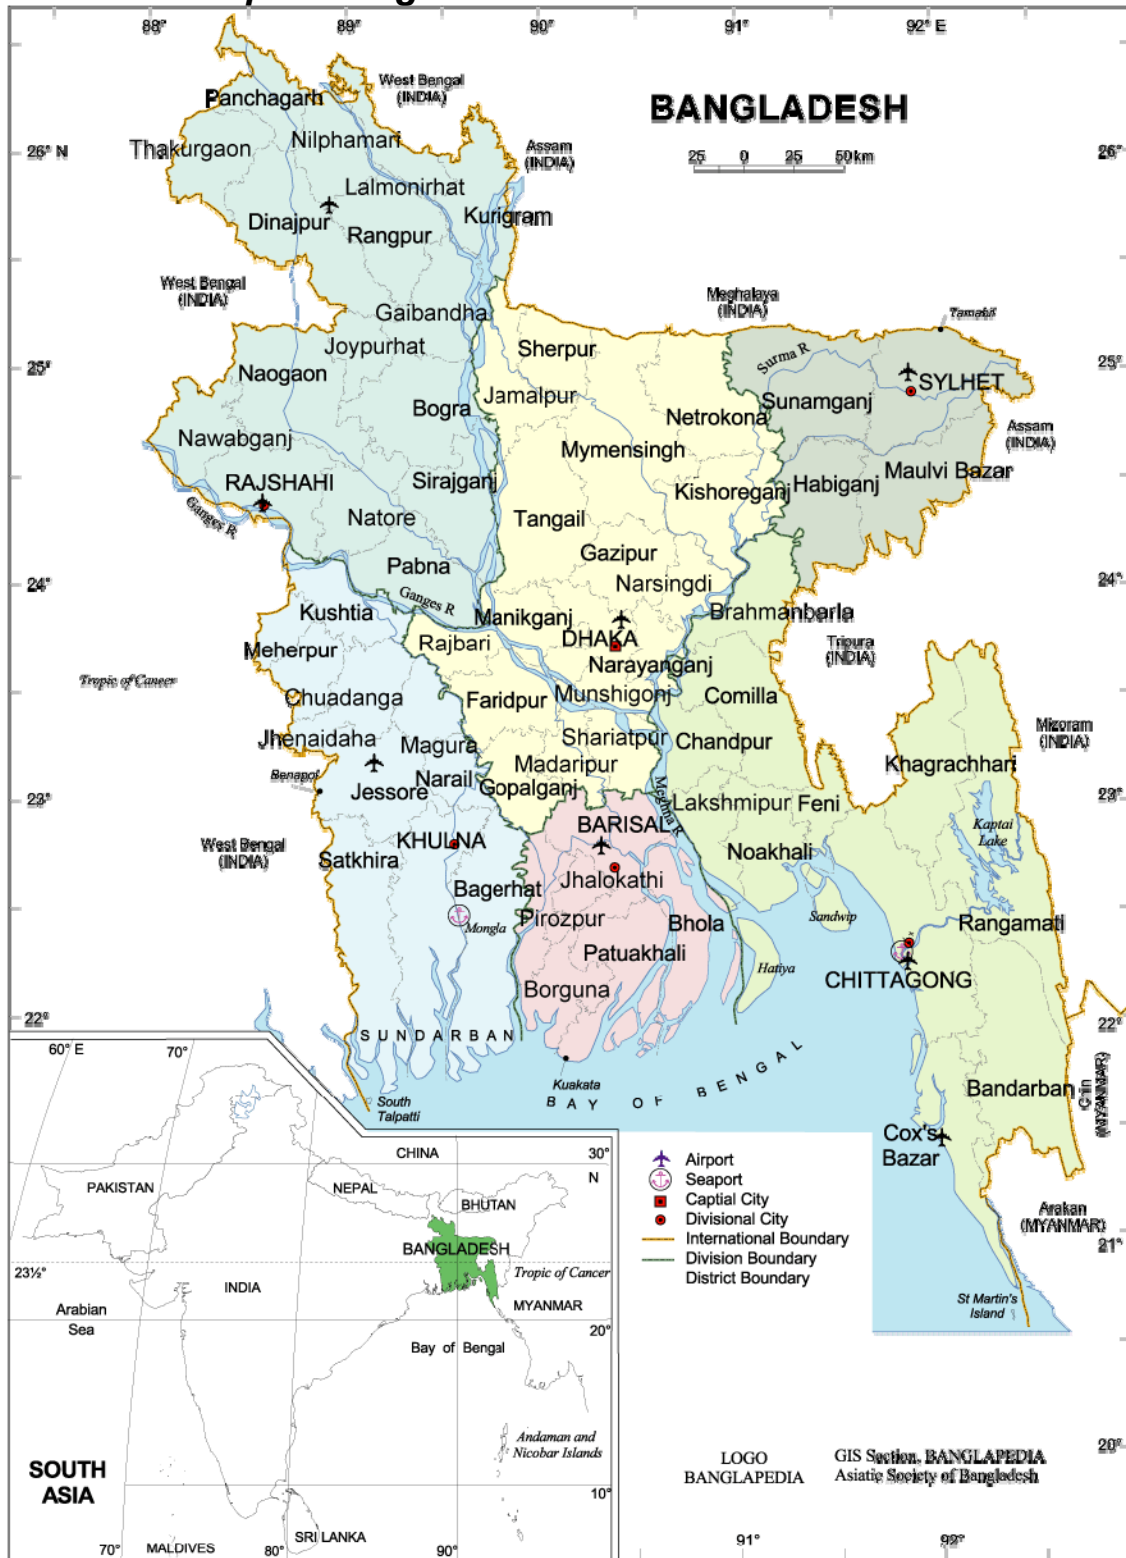 88°
89°
90°
91°
92° E
West Bengal
(INDIA)
BANGLADESH
Panchagarh
Nilphamari
Thakurgaon
26° N
Assam
(INDIA)
25 0 25 50 km
26°
Lalmonirhat
Kurigram
Dinajpur
Rangpur
West Bengal
(INDIA)
Meghalaya
(INDIA)
Tamabil
Gaibandha
Joypurhat
Sherpur
Surma R
25°
25°
Naogaon
SYLHET
Jamalpur
Sunamganj
Bogra
Netrokona
Assam
(INDIA)
Nawabganj
Mymensingh
Maulvi Bazar
RAJSHAHI
Sirajganj
Kishoreganj
Habiganj
Ganges R
Natore
Tangail
Gazipur
Pabna
Narsingdi
24°
24°
Ganges R
Kushtia
Manikganj
Brahmanbaria
DHAKA
Rajbari
Meherpur
Narayanganj
Tripura
(INDIA)
Tropic of Cancer
Chuadanga
Faridpur
Munshigonj
Comilla
Jhenaidaha
Magura
Shariatpur
Chandpur
Mizoram
(INDIA)
Benapol
Narail
Madaripur
Khagrachhari
Jessore
Gopalganj
23°
Lakshmipur
Feni
23°
Meghna R
BARISAL
Kaptai
Lake
KHULNA
West Bengal
(INDIA)
Satkhira
Noakhali
Bagerhat
Jhalokathi
Pirozpur
Bhola
Sandwip
Rangamati
Mongla
Patuakhali
Hatiya
CHITTAGONG
Borguna
22°
22°
SUNDARBAN
Kuakata
BAY OF BENGAL
South
Talpatti
Bandarban
Chin
(MYANMAR)
Cox's
Bazar
Airport
Seaport
Captial City
Divisional City
International Boundary
Division Boundary
District Boundary
Arakan
(MYANMAR)
21°
St Martin's
Island
20°
60° E
70°
CHINA
30°
N
PAKISTAN
NEPAL
BHUTAN
BANGLADESH
23½°
INDIA
Tropic of Cancer
Arabian
Sea
MYANMAR
20°
Bay of Bengal
Andaman and
Nicobar Islands
SOUTH
ASIA
10°
SRI LANKA
70°
MALDIVES
80°
90°
LOGO
BANGLAPEDIA
GIS Section, BANGLAPEDIA
Asiatic Society of Bangladesh
91°
92°